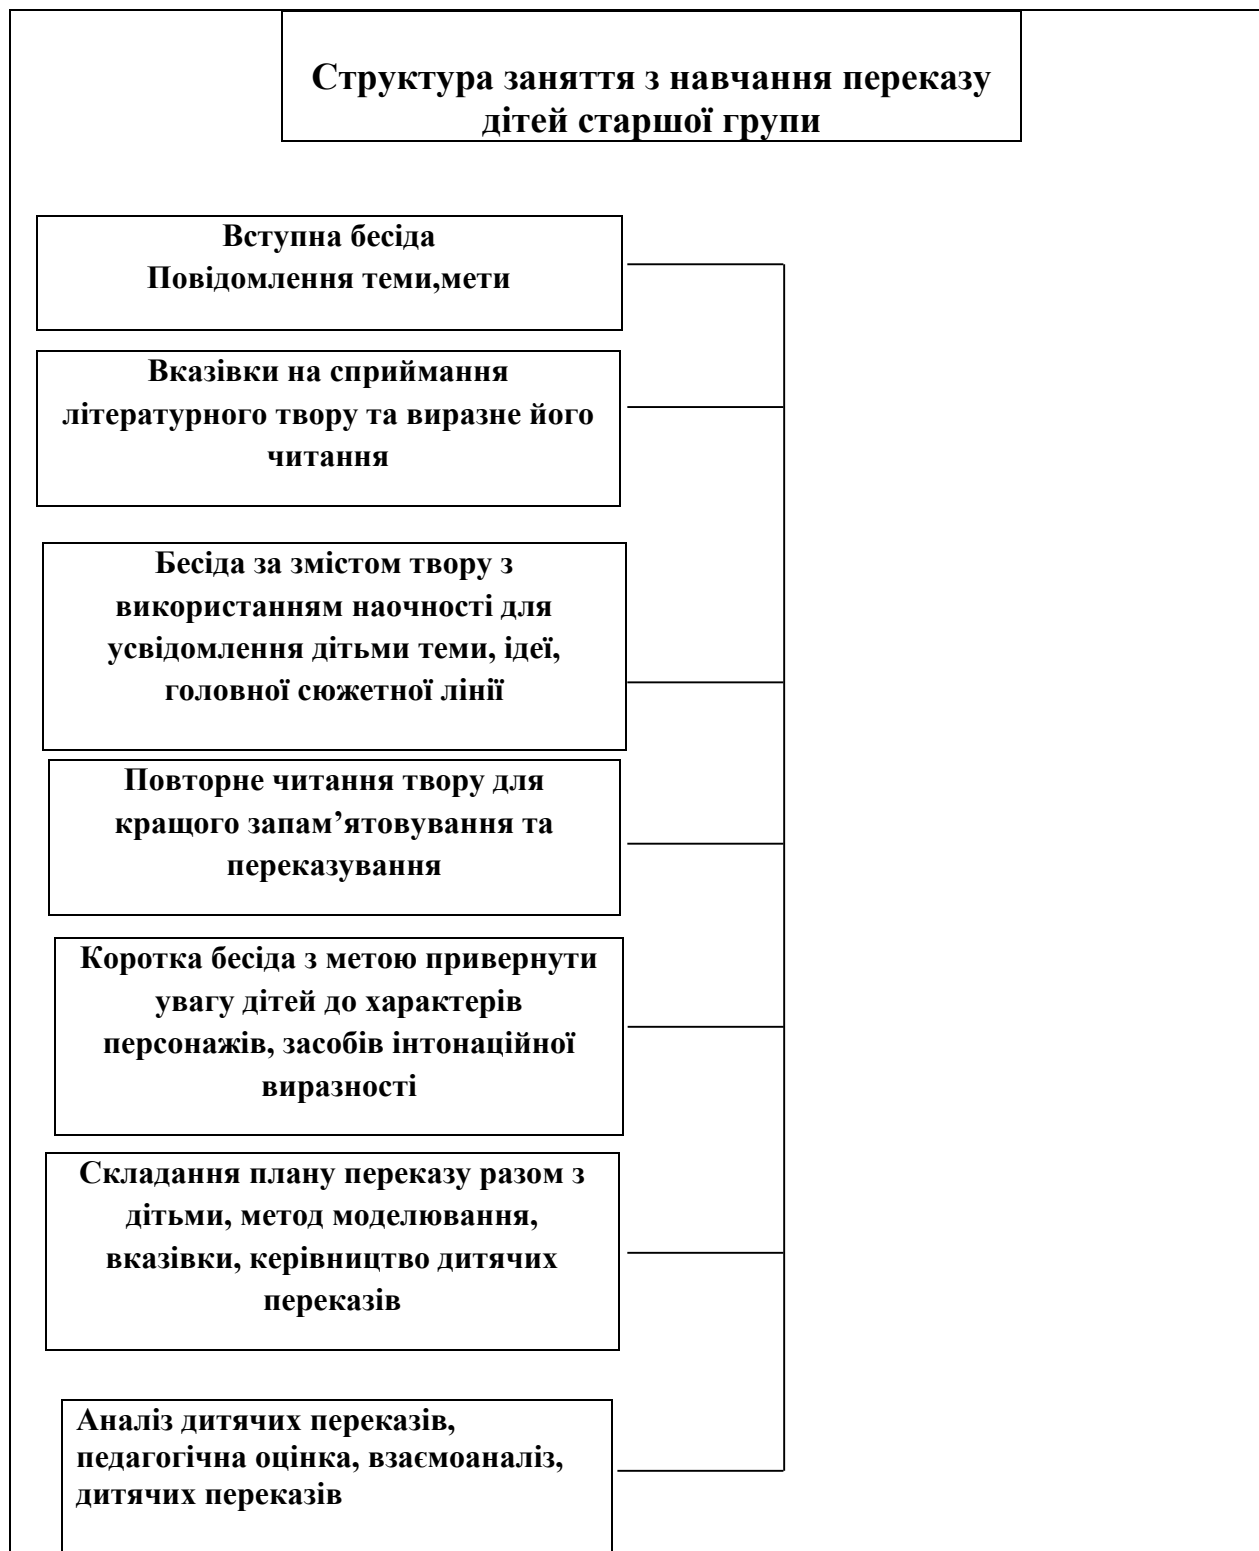 Структура заняття з навчання переказу
дітей старшої групи
Вступна бесіда
Повідомлення теми,мети
Вказівки на сприймання
літературного твору та виразне його
читання
Бесіда за змістом твору з
використанням наочності для
усвідомлення дітьми теми, ідеї,
головної сюжетної лінії
Повторне читання твору для
кращого запам’ятовування та
переказування
Коротка бесіда з метою привернути
увагу дітей до характерів
персонажів, засобів інтонаційної
виразності
Складання плану переказу разом з
дітьми, метод моделювання,
вказівки, керівництво дитячих
переказів
Аналіз дитячих переказів,
педагогічна оцінка, взаємоаналіз,
дитячих переказів